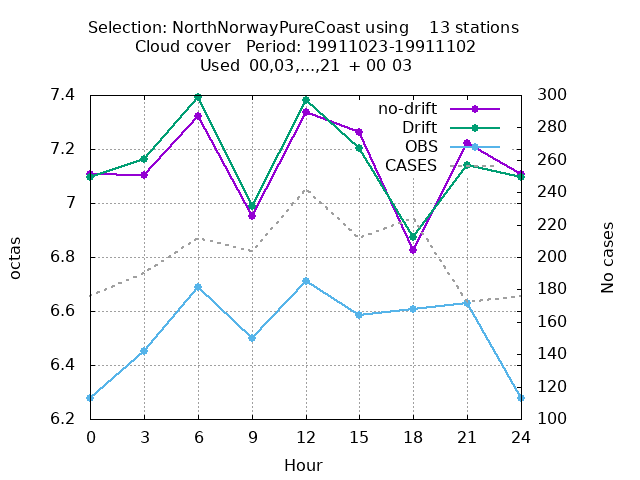 Selection: NorthNorwayPureCoast using    13 stations
Cloud cover   Period: 19911023-19911102
Used  00,03,...,21  + 00 03
7.4
7.2
7
6.8
6.6
6.4
6.2
octas
no-drift
Drift
OBS
CASES
300
280
260
240
220
200
180
160
140
120
100
No cases
0 3 6 9 12 15 18 21 24
Hour